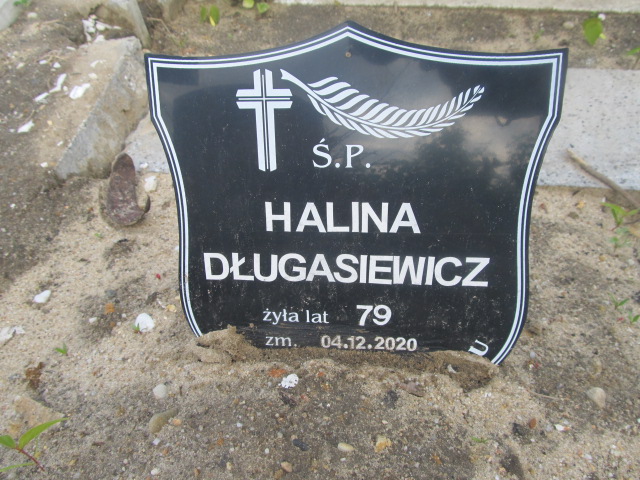 Ś.P.
HALINA
DŁUGASIEWICZ
żyła lat 79
zm. 04.12.2020